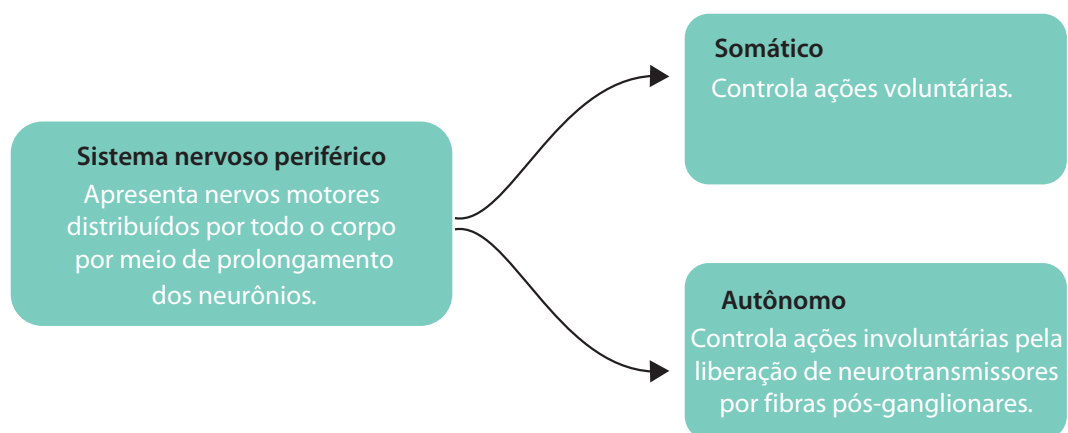 Sistema nervoso periférico
Apresenta nervos motores
distribuídos por todo o corpo
por meio de prolongamento
dos neurônios.
Somático
Controla ações voluntárias.
Autônomo
Controla ações involuntárias pela
liberação de neurotransmissores
por fibras pós-ganglionares.